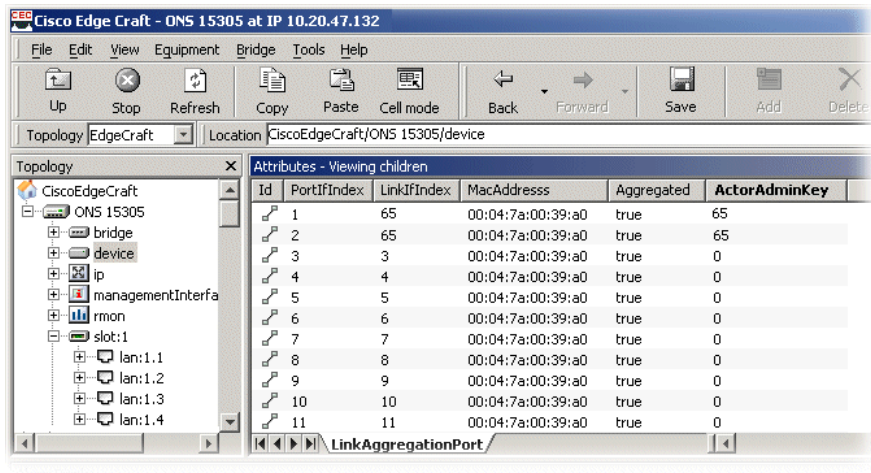 CEC Cisco Edge Craft - ONS 15305 at IP 10.20.47.132
File Edit View Equipment Bridge Tools Help
Up Stop Refresh Copy Paste Cell mode Back Forward Save Add Delete
Topology EdgeCraft Location CiscoEdgeCraft/ONS 15305/device
Topology
CiscoEdgeCraft
ONS 15305
bridge
device
ip
managementInterfa
rmon
slot:1
lan:1.1
lan:1.2
lan:1.3
lan:1.4
Attributes - Viewing children
Id PortIfIndex LinkIfIndex MacAddresss Aggregated ActorAdminKey
1 65 00:04:7a:00:39:a0 true 65
2 65 00:04:7a:00:39:a0 true 65
3 3 00:04:7a:00:39:a0 true 0
4 4 00:04:7a:00:39:a0 true 0
5 5 00:04:7a:00:39:a0 true 0
6 6 00:04:7a:00:39:a0 true 0
7 7 00:04:7a:00:39:a0 true 0
8 8 00:04:7a:00:39:a0 true 0
9 9 00:04:7a:00:39:a0 true 0
10 10 00:04:7a:00:39:a0 true 0
11 11 00:04:7a:00:39:a0 true 0
LinkAggregationPort